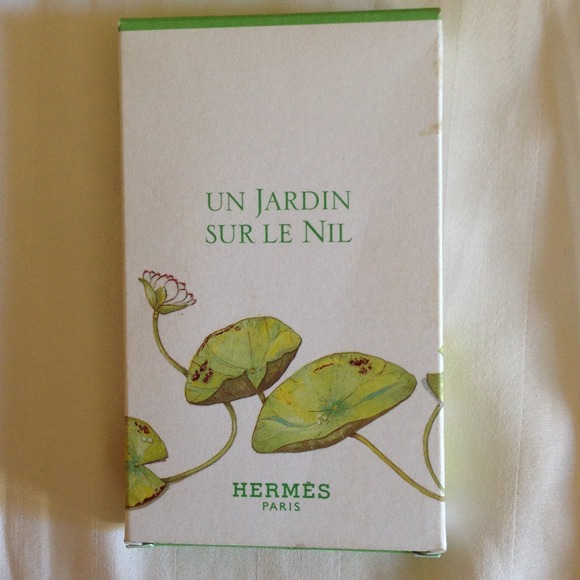 UN JARDIN
SUR LE NIL
HERMÈS
PARIS